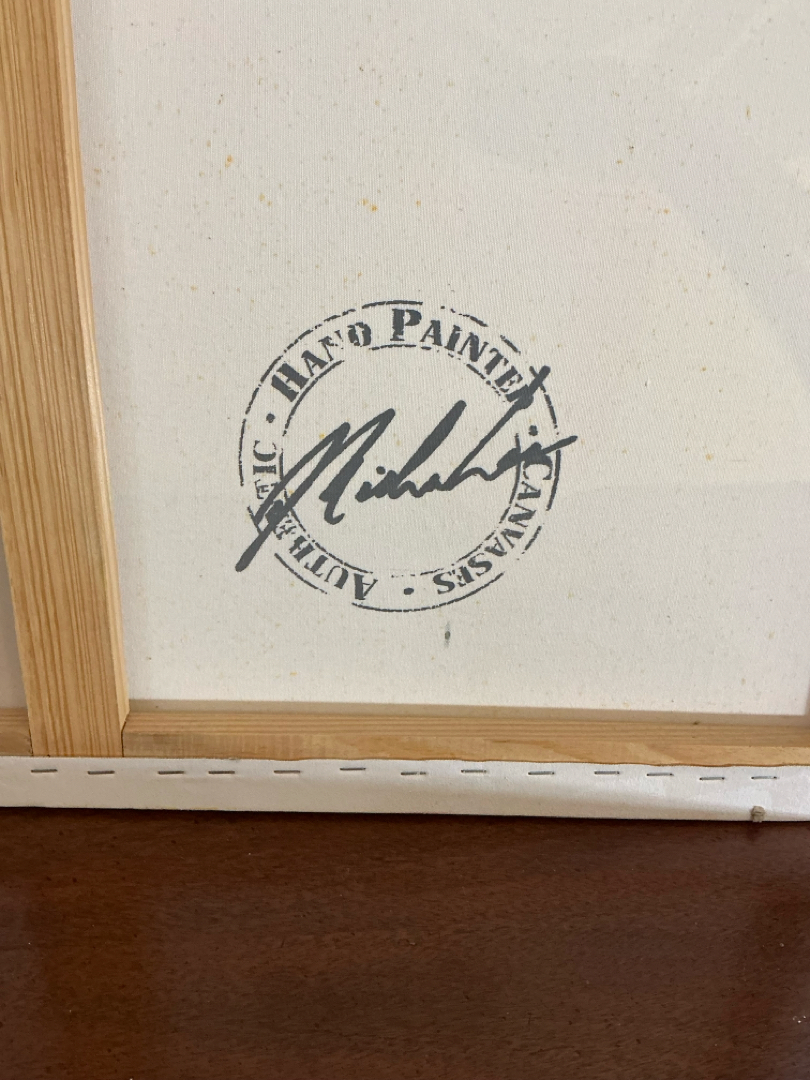 AUTHENTIC · HAND PAINTED · CANVASES ·